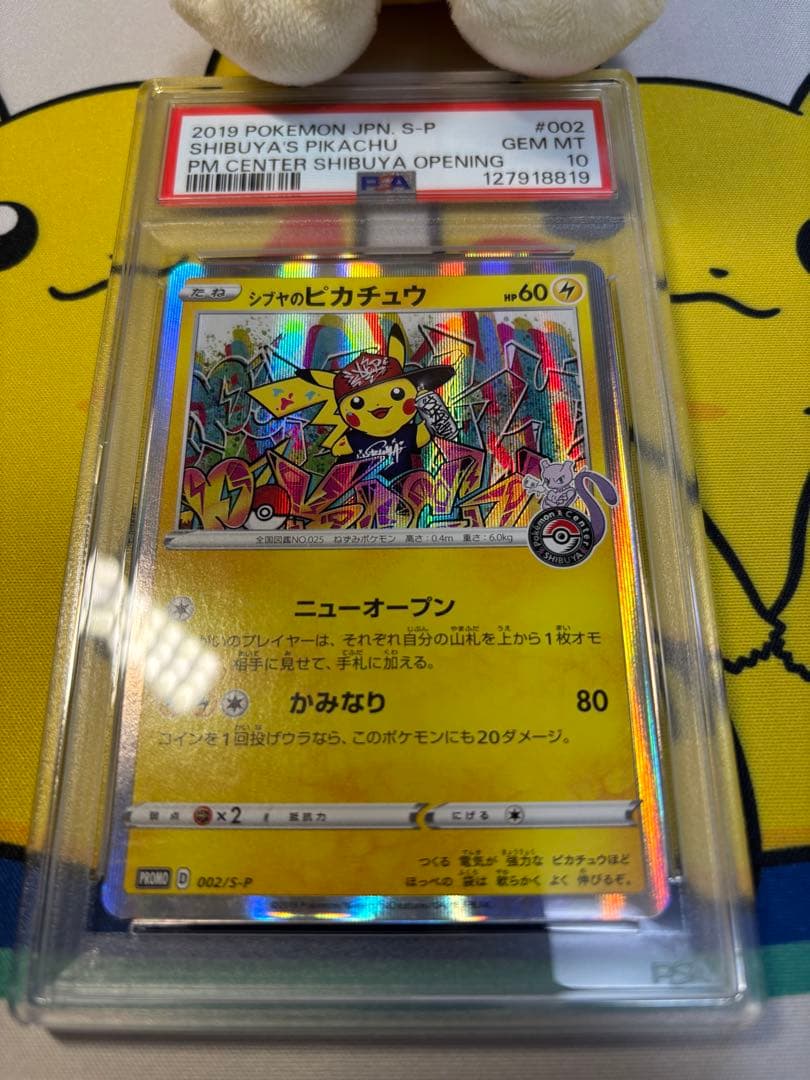 2019 POKEMON JPN. S-P #002
SHIBUYA'S PIKACHU GEM MT
PM CENTER SHIBUYA OPENING 10
PSA 127918819
たね シブヤのピカチュウ HP60
全国図鑑NO.025 ねずみポケモン 高さ:0.4m 重さ:6.0kg
Pokémon Center
SHIBUYA
ニューオープン
がいのプレイヤーは、それぞれ自分の山札を上から1枚オモ
相手に見せて、手札に加える。
かみなり 80
コインを1回投げウラなら、このポケモンにも20ダメージ。
弱点 ×2 抵抗力 にげる
つくる 電気が 強力な ピカチュウほど
ほっぺの 袋は 軟らかく よく 伸びるぞ。
PROMO D 002/S-P
PSA